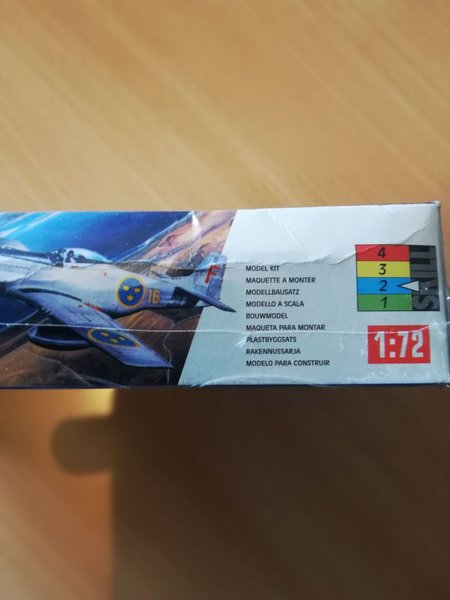 76
F
MODEL KIT
MAQUETTE A MONTER
MODELLBAUSATZ
MODELLO A SCALA
BOUWMODEL
MAQUETA PARA MONTAR
PLASTBYGGSATS
RAKENNUSSARJA
MODELO PARA CONSTRUIR
4
3
2
1
SKILL
1:72